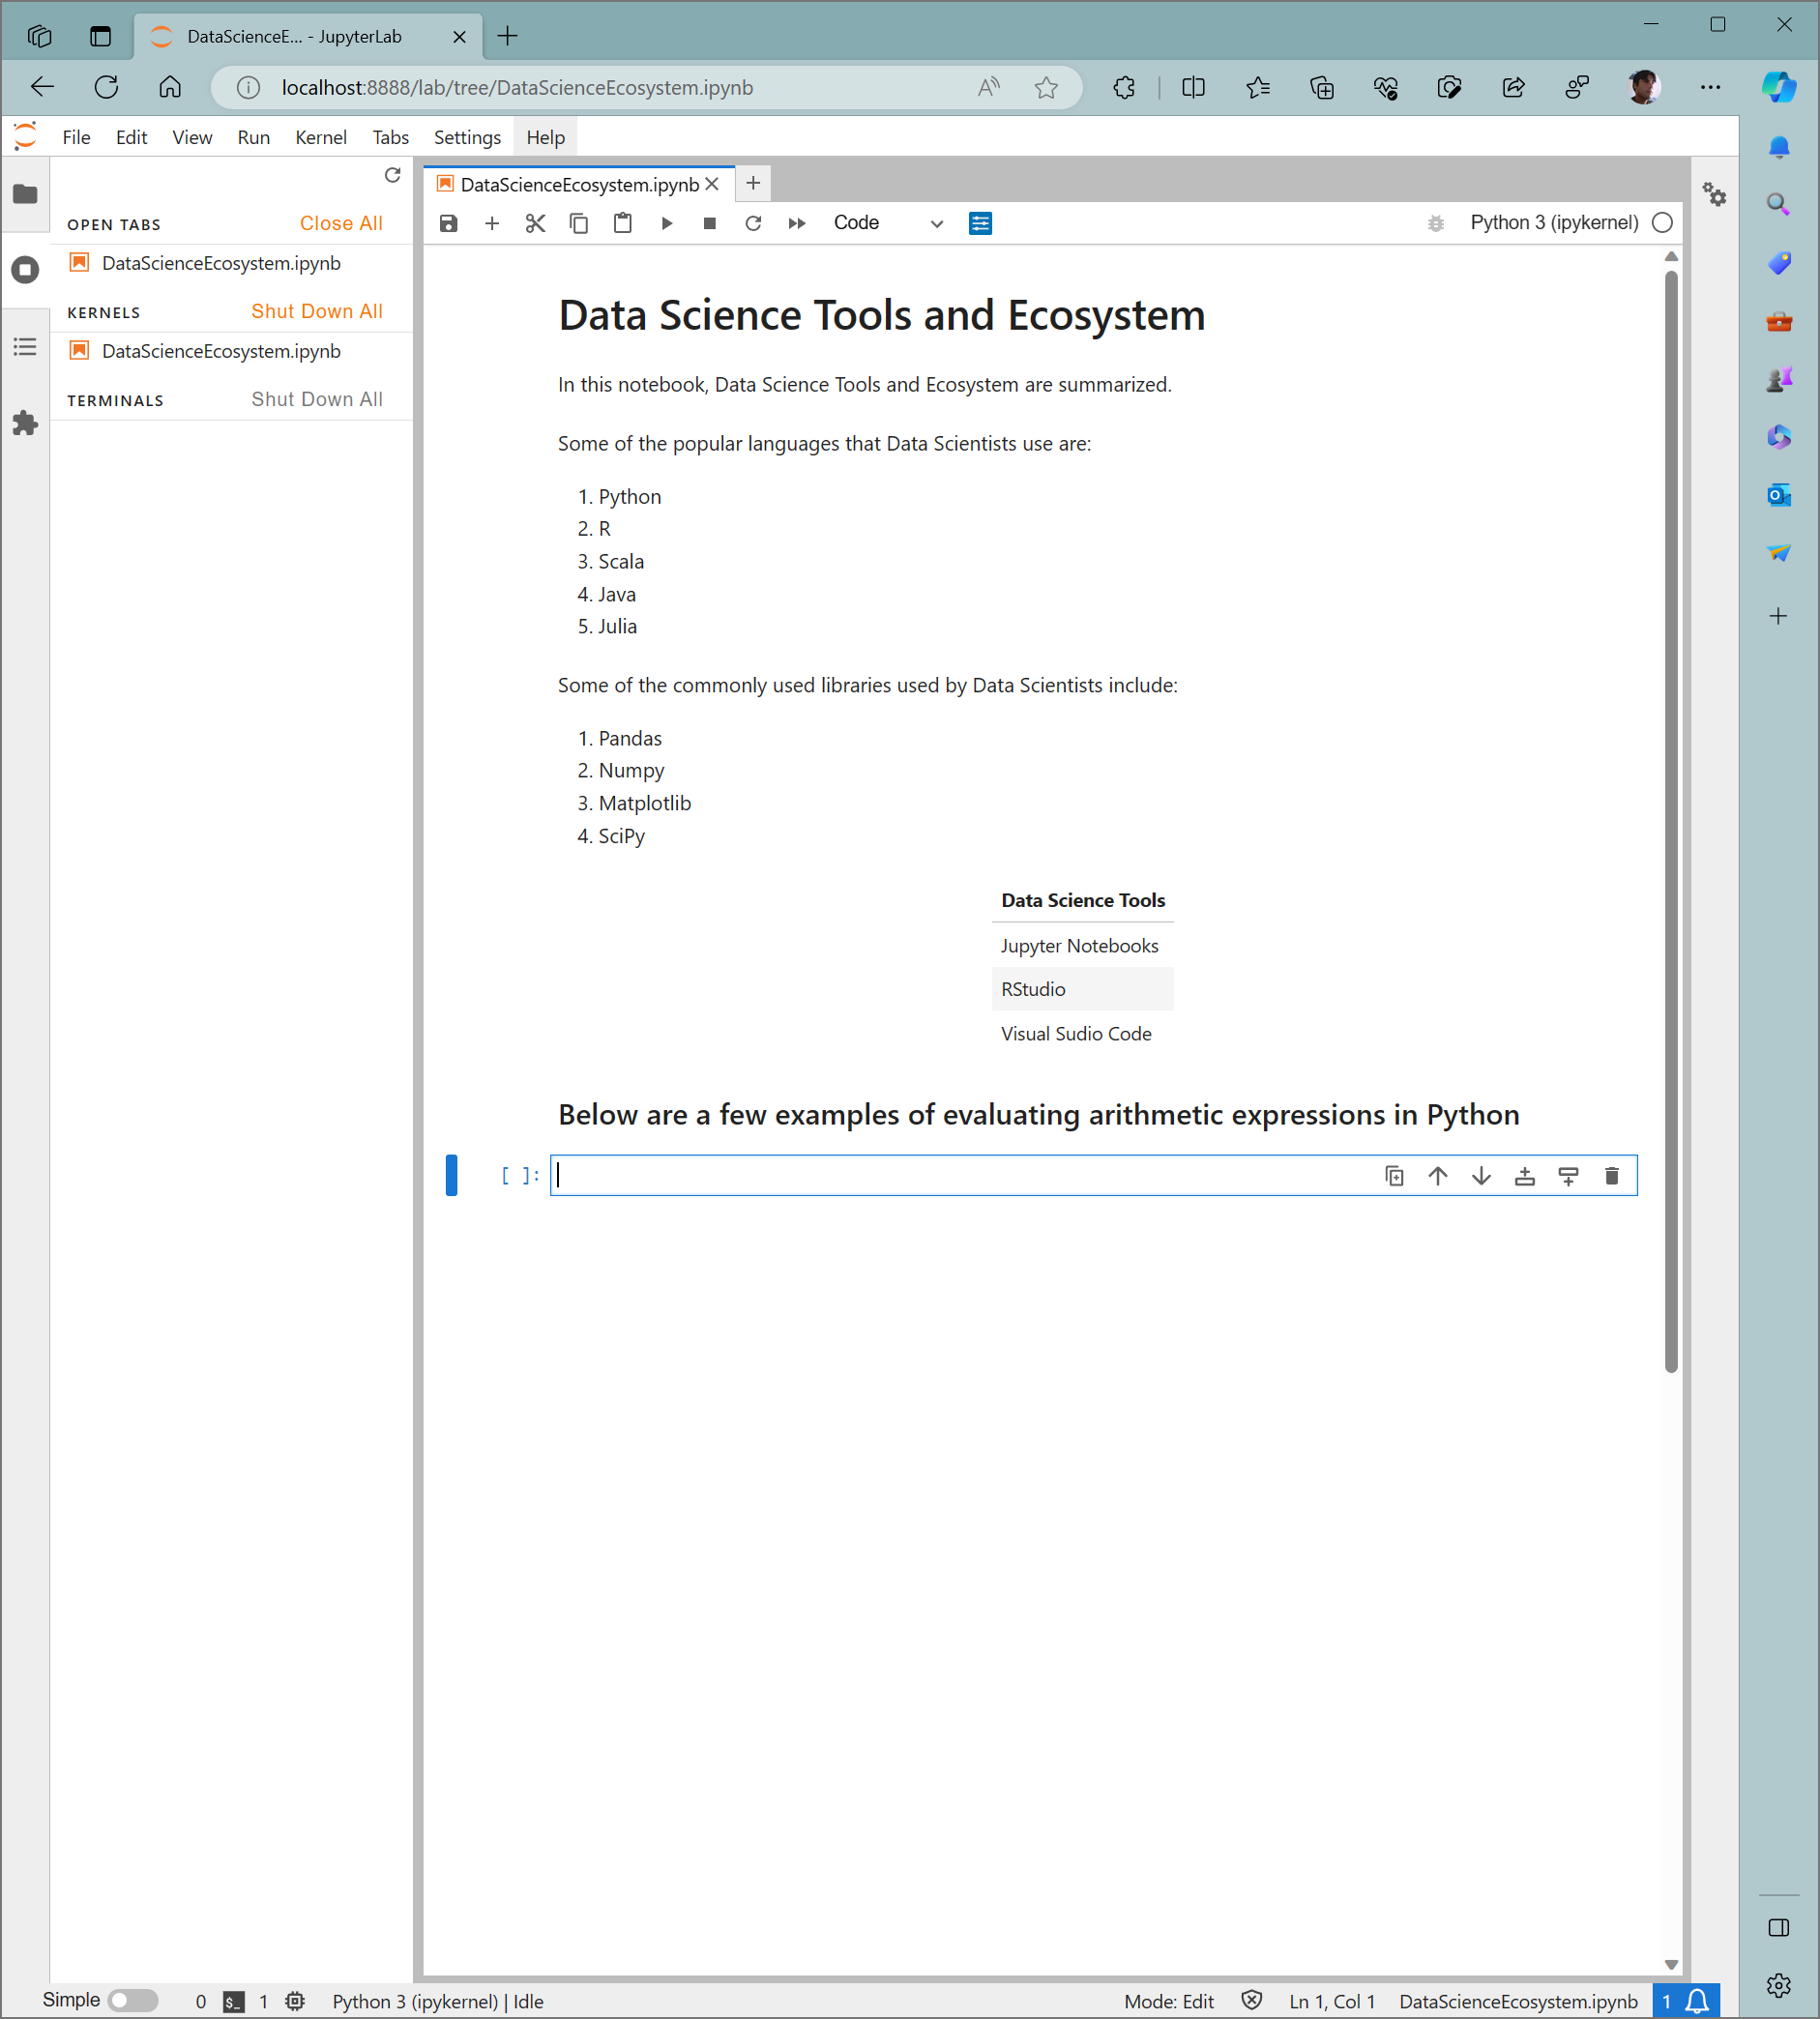 DataScienceE... - JupyterLab
localhost:8888/lab/tree/DataScienceEcosystem.ipynb
File Edit View Run Kernel Tabs Settings Help
OPEN TABS Close All
DataScienceEcosystem.ipynb
KERNELS Shut Down All
DataScienceEcosystem.ipynb
TERMINALS Shut Down All
DataScienceEcosystem.ipynb
Code Python 3 (ipykernel)
Data Science Tools and Ecosystem
In this notebook, Data Science Tools and Ecosystem are summarized.
Some of the popular languages that Data Scientists use are:
1. Python
2. R
3. Scala
4. Java
5. Julia
Some of the commonly used libraries used by Data Scientists include:
1. Pandas
2. Numpy
3. Matplotlib
4. SciPy
Data Science Tools
Jupyter Notebooks
RStudio
Visual Sudio Code
Below are a few examples of evaluating arithmetic expressions in Python
[ ]:
Simple 0 $_ 1 Python 3 (ipykernel) | Idle Mode: Edit Ln 1, Col 1 DataScienceEcosystem.ipynb 1